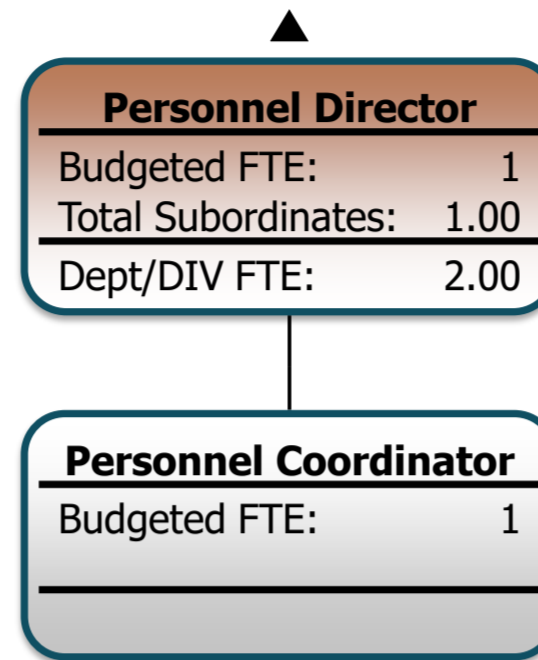 Personnel Director
Budgeted FTE: 1
Total Subordinates: 1.00
Dept/DIV FTE: 2.00
Personnel Coordinator
Budgeted FTE: 1